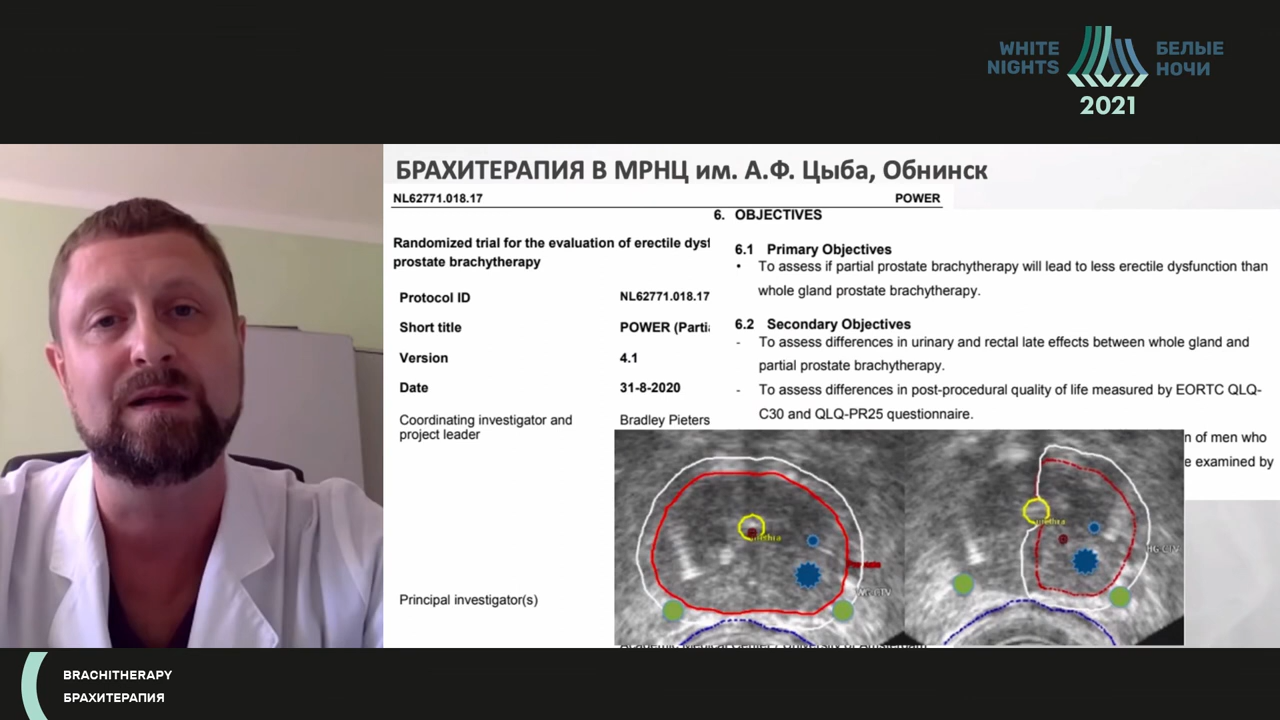 WHITE
NIGHTS
БЕЛЫЕ
НОЧИ
2021
БРАХИТЕРАПИЯ В МРНЦ им. А.Ф. Цыба, Обнинск
NL62771.018.17 POWER
Randomized trial for the evaluation of erectile
prostate brachytherapy
Protocol ID NL62771.018.17
Short title POWER
Version 4.1
Date 31-8-2020
Coordinating investigator and Bradley Pieters
project leader
Principal investigator(s)
6. OBJECTIVES
6.1 Primary Objectives
• To assess if partial prostate brachytherapy will lead to less erectile dysfunction than
whole gland prostate brachytherapy.
6.2 Secondary Objectives
- To assess differences in urinary and rectal late effects between whole gland and
partial prostate brachytherapy.
- To assess differences in post-procedural quality of life measured by EORTC QLQ-
C30 and QLQ-PR25 questionnaire.
of men who
examined by
BRACHITHERAPY
БРАХИТЕРАПИЯ